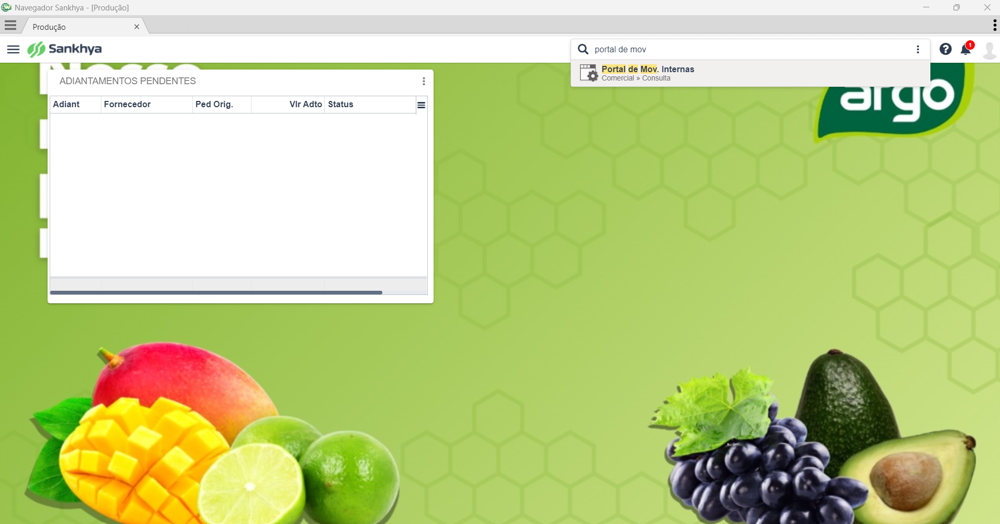 Navegador Sankhya - [Produção]
Produção
Sankhya
portal de mov
1
Portal de Mov. Internas
Comercial » Consulta
ADIANTAMENTOS PENDENTES
Adiant Fornecedor Ped Orig. Vlr Adto Status
argo